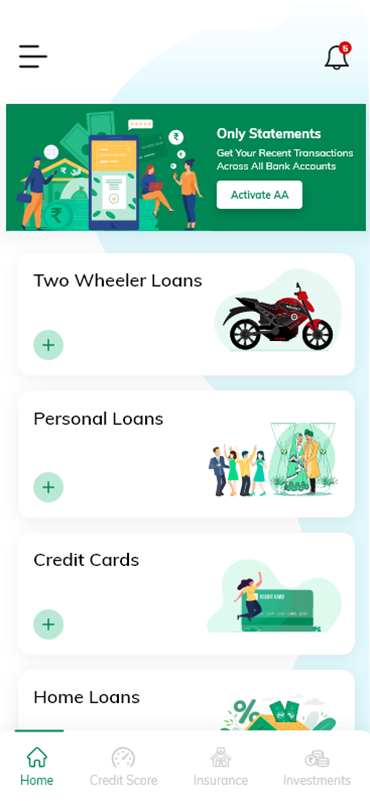 5
Only Statements
Get Your Recent Transactions
Across All Bank Accounts
Activate AA
Two Wheeler Loans
Personal Loans
Credit Cards
CREDIT CARD
Home Loans
Home
Credit Score
Insurance
Investments